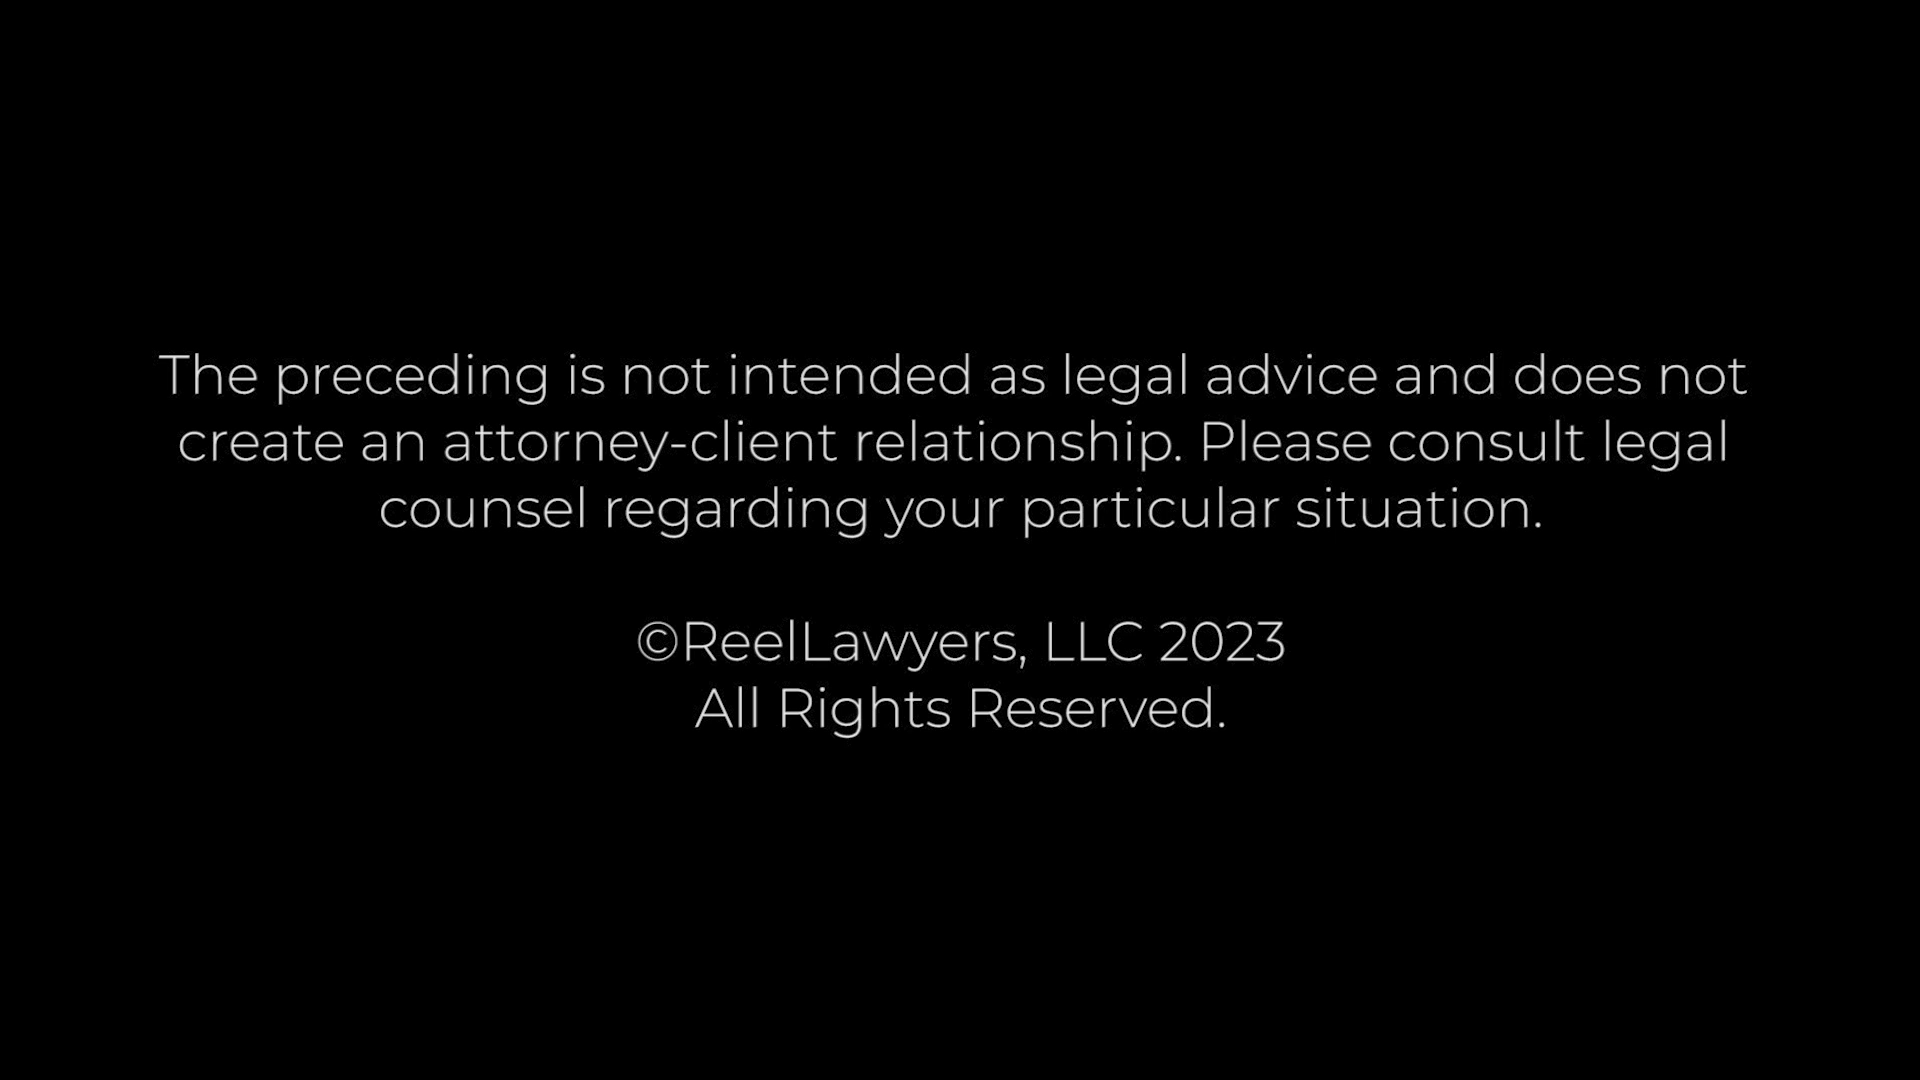 The preceding is not intended as legal advice and does not
create an attorney-client relationship. Please consult legal
counsel regarding your particular situation.
©ReelLawyers, LLC 2023
All Rights Reserved.